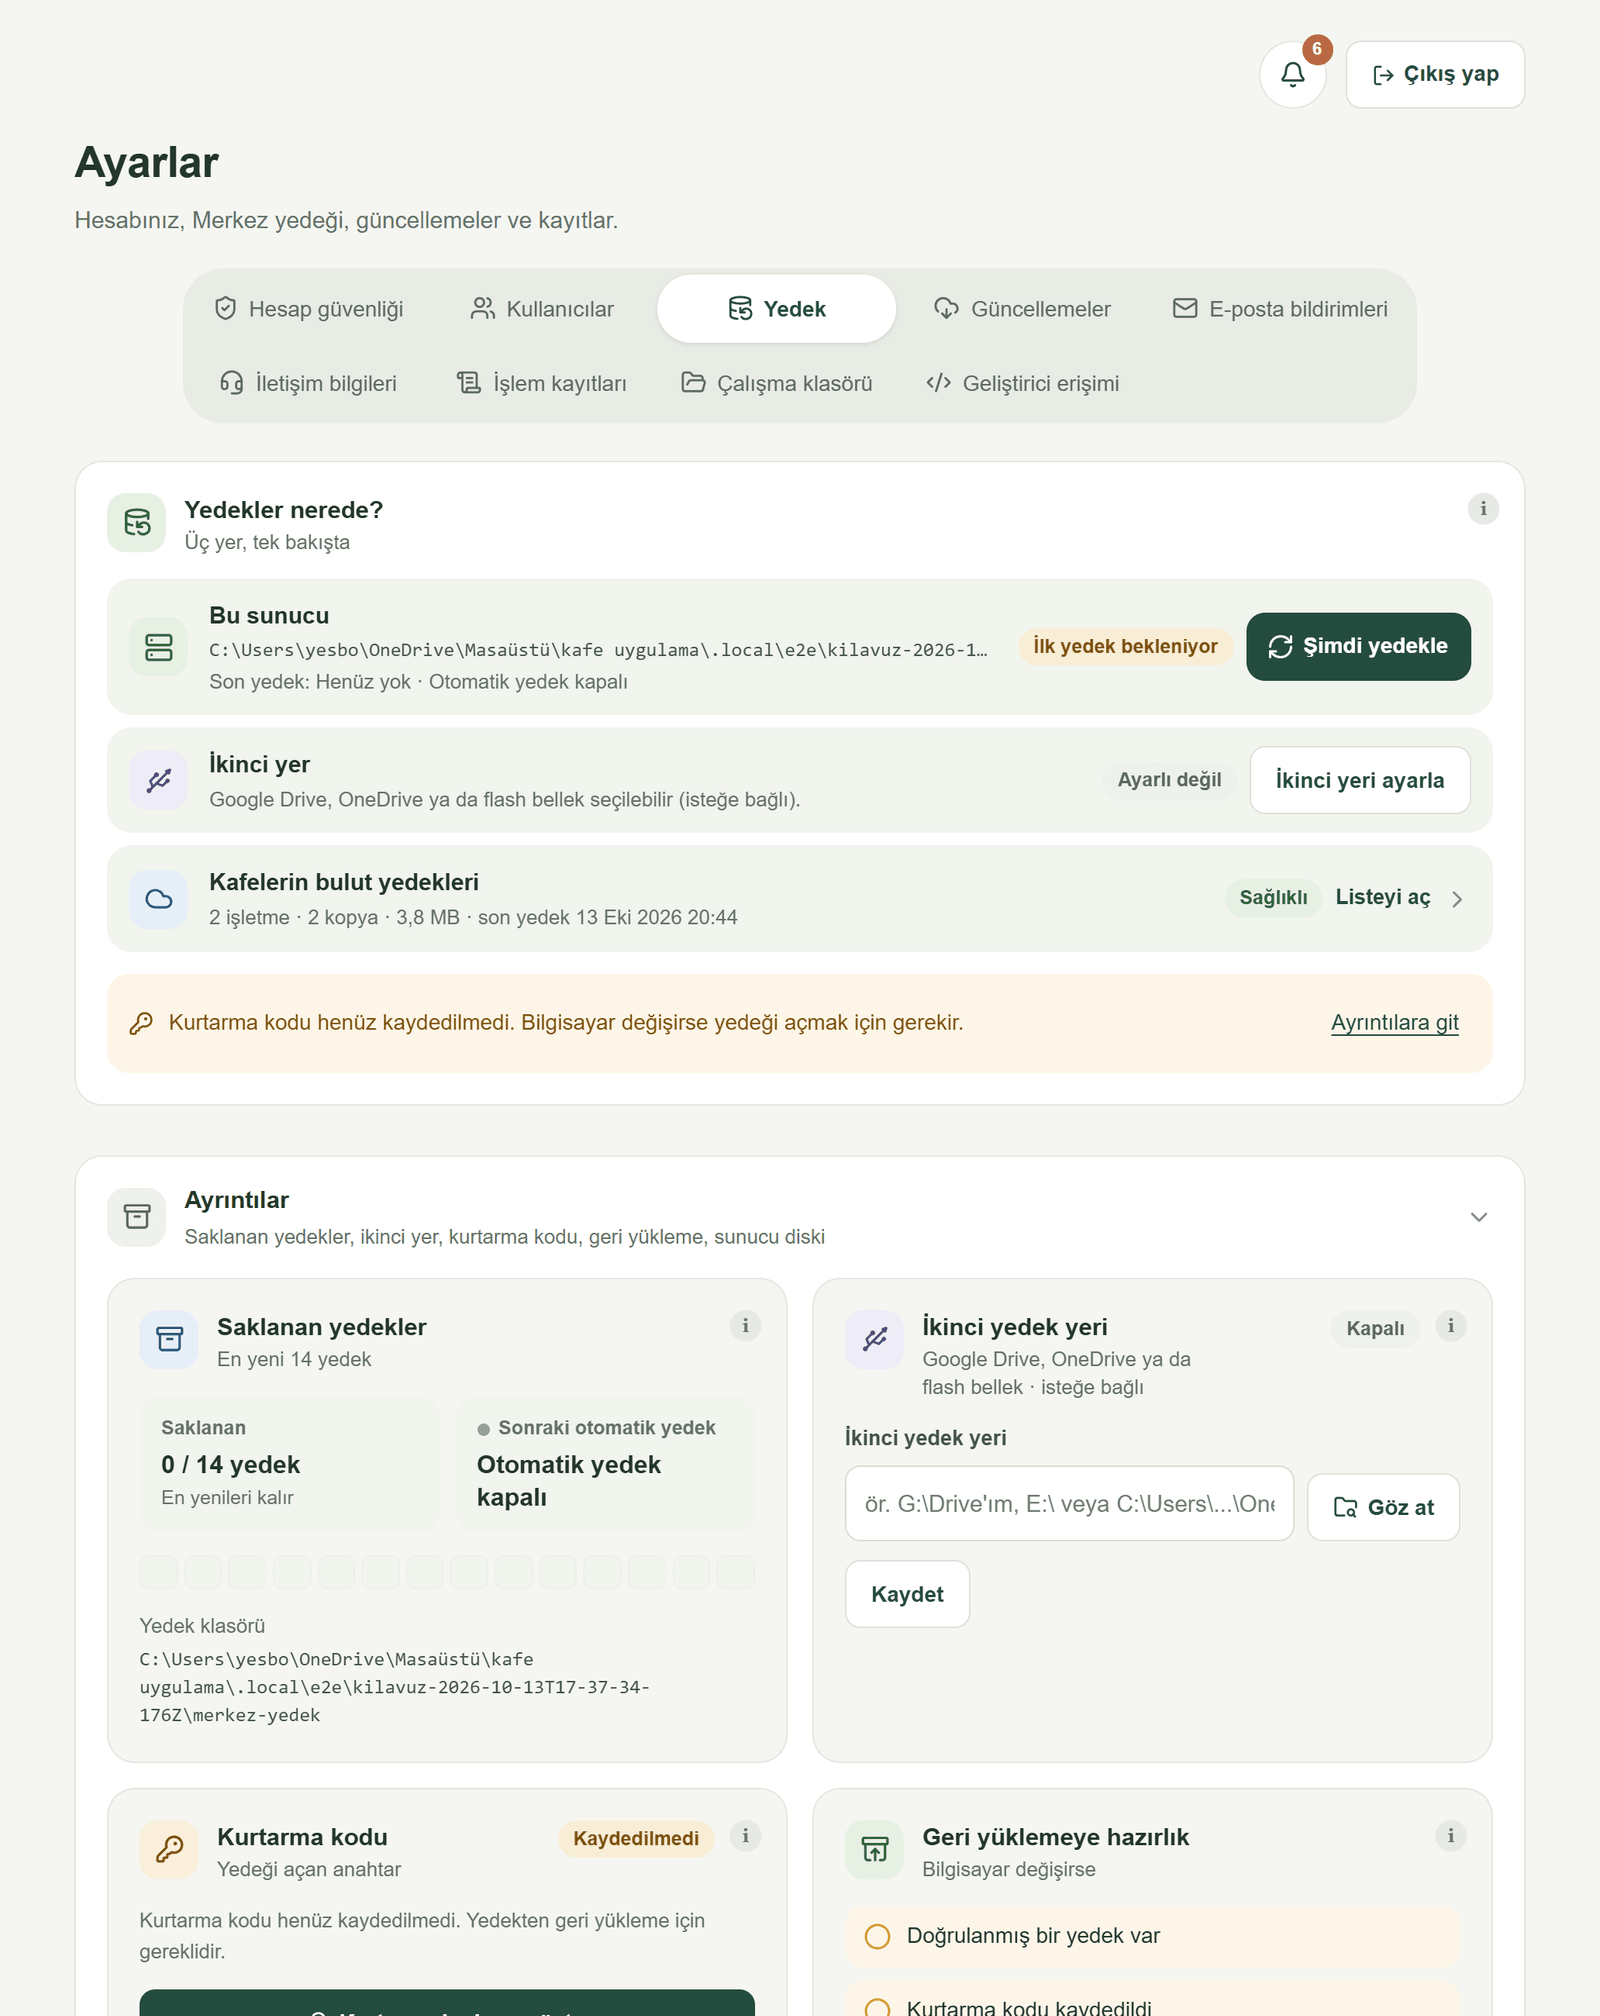 6
Çıkış yap
Ayarlar
Hesabınız, Merkez yedeği, güncellemeler ve kayıtlar.
Hesap güvenliği
Kullanıcılar
Yedek
Güncellemeler
E-posta bildirimleri
İletişim bilgileri
İşlem kayıtları
Çalışma klasörü
Geliştirici erişimi
Yedekler nerede?
i
Üç yer, tek bakışta
Bu sunucu
C:\Users\yesbo\OneDrive\Masaüstü\kafe uygulama\.local\e2e\kilavuz-2026-1…
Son yedek: Henüz yok · Otomatik yedek kapalı
İlk yedek bekleniyor
Şimdi yedekle
İkinci yer
Google Drive, OneDrive ya da flash bellek seçilebilir (isteğe bağlı).
Ayarlı değil
İkinci yeri ayarla
Kafelerin bulut yedekleri
2 işletme · 2 kopya · 3,8 MB · son yedek 13 Eki 2026 20:44
Sağlıklı
Listeyi aç
Kurtarma kodu henüz kaydedilmedi. Bilgisayar değişirse yedeği açmak için gerekir.
Ayrıntılara git
Ayrıntılar
Saklanan yedekler, ikinci yer, kurtarma kodu, geri yükleme, sunucu diski
Saklanan yedekler
i
En yeni 14 yedek
Saklanan
0 / 14 yedek
En yenileri kalır
Sonraki otomatik yedek
Otomatik yedek
kapalı
Yedek klasörü
C:\Users\yesbo\OneDrive\Masaüstü\kafe
uygulama\.local\e2e\kilavuz-2026-10-13T17-37-34-
176Z\merkez-yedek
İkinci yedek yeri
Kapalı
i
Google Drive, OneDrive ya da
flash bellek · isteğe bağlı
İkinci yedek yeri
ör. G:\Drive'ım, E:\ veya C:\Users\...\One
Göz at
Kaydet
Kurtarma kodu
Kaydedilmedi
i
Yedeği açan anahtar
Kurtarma kodu henüz kaydedilmedi. Yedekten geri yükleme için
gereklidir.
Geri yüklemeye hazırlık
i
Bilgisayar değişirse
Doğrulanmış bir yedek var
Kurtarma kodu kaydedildi